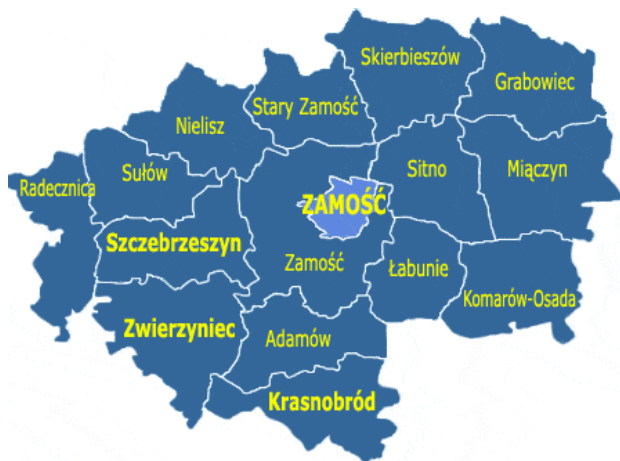 Skierbieszów
Grabowiec
Stary Zamość
Nielisz
Sułów
Sitno
Miączyn
Radecznica
ZAMOŚĆ
Szczebrzeszyn
Zamość
Łabunie
Komarów-Osada
Zwierzyniec
Adamów
Krasnobród